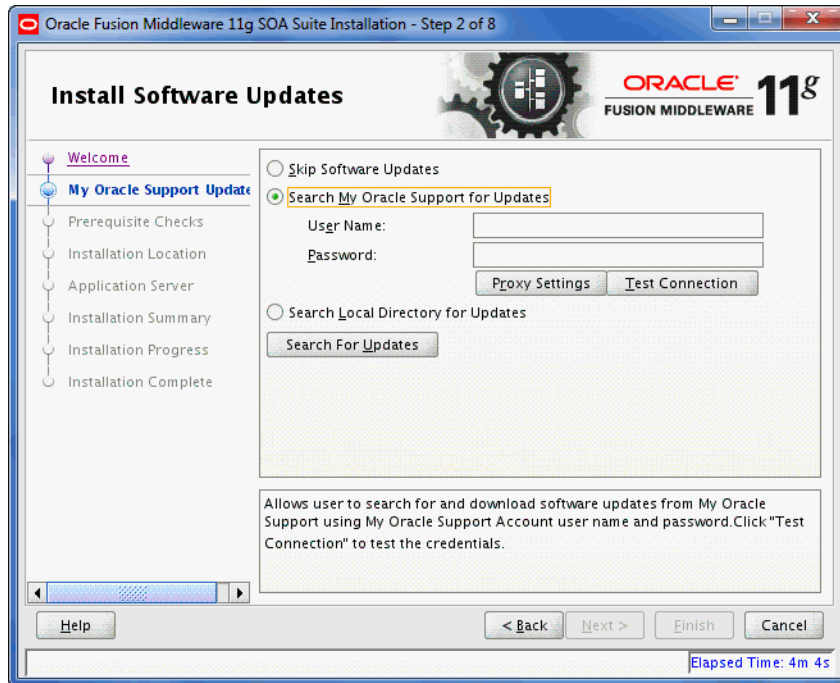 Oracle Fusion Middleware 11g SOA Suite Installation - Step 2 of 8
Install Software Updates
ORACLE
FUSION MIDDLEWARE 11g
Welcome
My Oracle Support Update
Prerequisite Checks
Installation Location
Application Server
Installation Summary
Installation Progress
Installation Complete
Skip Software Updates
Search My Oracle Support for Updates
User Name:
Password:
Proxy Settings Test Connection
Search Local Directory for Updates
Search For Updates
Allows user to search for and download software updates from My Oracle
Support using My Oracle Support Account user name and password.Click "Test
Connection" to test the credentials.
Help < Back Next > Finish Cancel
Elapsed Time: 4m 4s